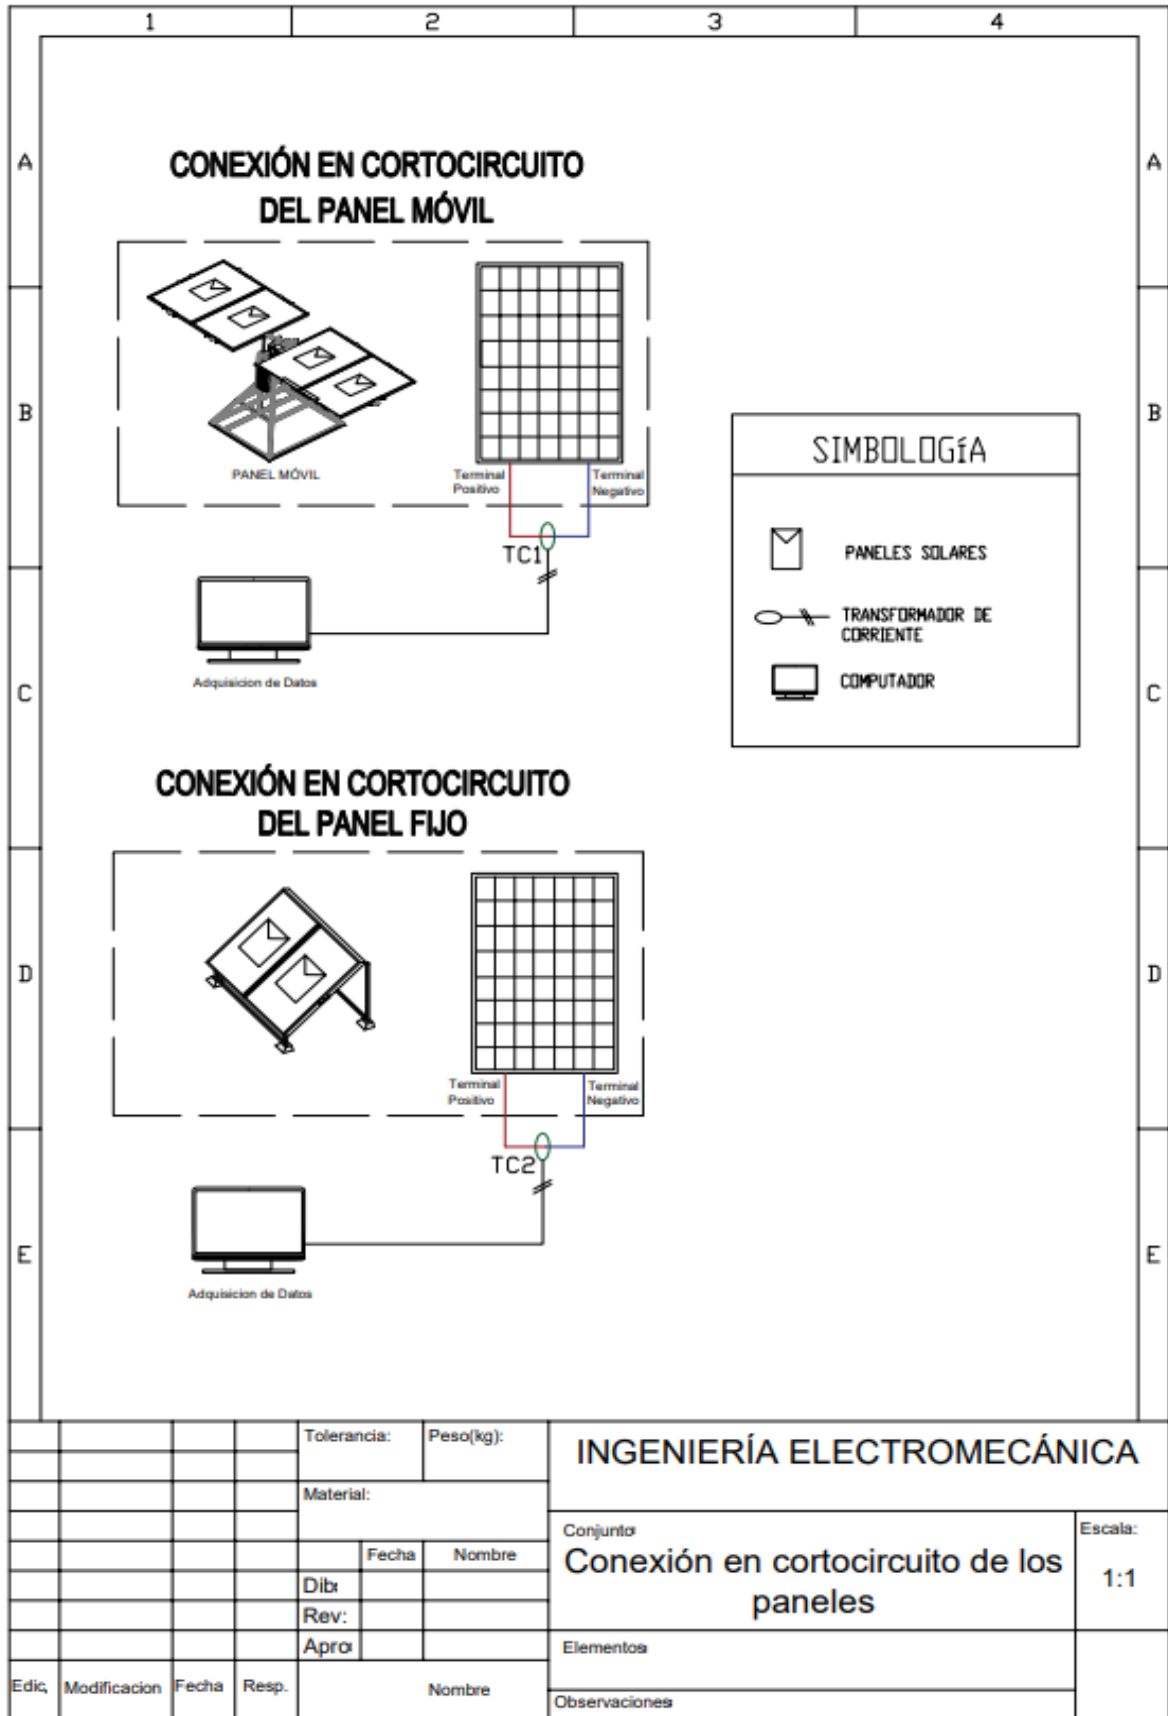 1 2 3 4
A A
CONEXIÓN EN CORTOCIRCUITO
DEL PANEL MÓVIL
B B
PANEL MÓVIL
Terminal
Positivo
Terminal
Negativo
TC1
Adquisicion de Datos
SIMBOLOGíA
PANELES SOLARES
TRANSFORMADOR DE
CORRIENTE
COMPUTADOR
C C
CONEXIÓN EN CORTOCIRCUITO
DEL PANEL FIJO
D D
Terminal
Positivo
Terminal
Negativo
TC2
E E
Adquisicion de Datos
Tolerancia: Peso(kg):
Material:
Fecha Nombre
Dib:
Rev:
Apro:
Edic. Modificacion Fecha Resp. Nombre
INGENIERÍA ELECTROMECÁNICA
Conjunto:
Conexión en cortocircuito de los
paneles
Escala:
1:1
Elementos:
Observaciones: